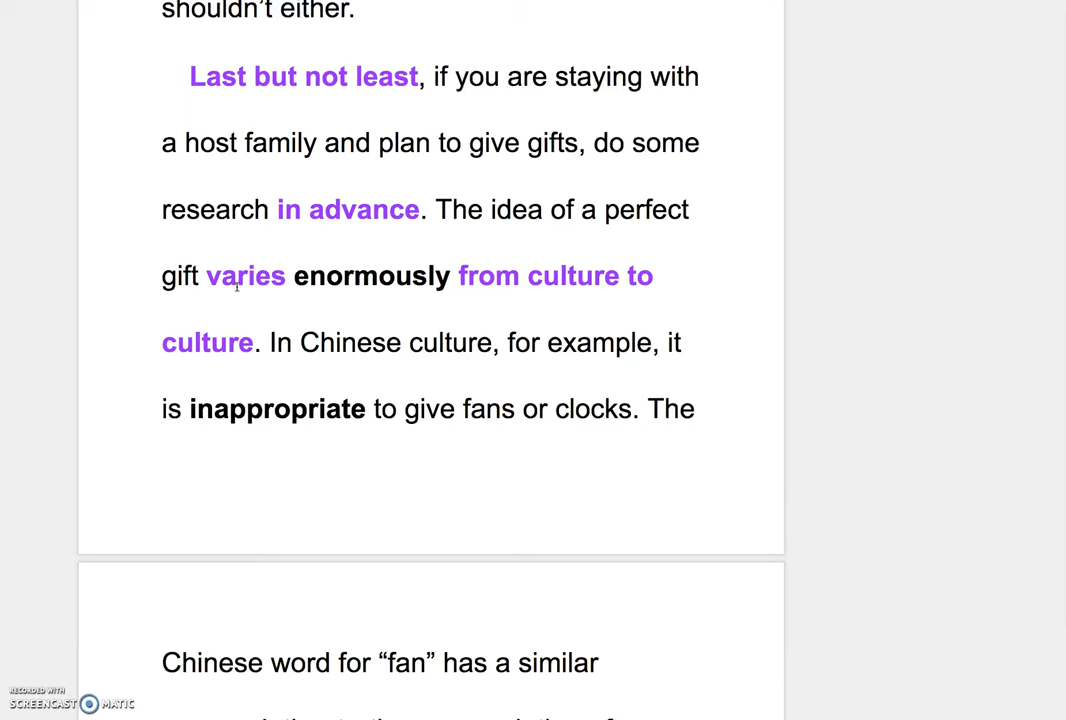 shouldn't either.
Last but not least, if you are staying with
a host family and plan to give gifts, do some
research in advance. The idea of a perfect
gift varies enormously from culture to
culture. In Chinese culture, for example, it
is inappropriate to give fans or clocks. The
Chinese word for “fan” has a similar
RECORDED WITH
SCREENCAST MATIC